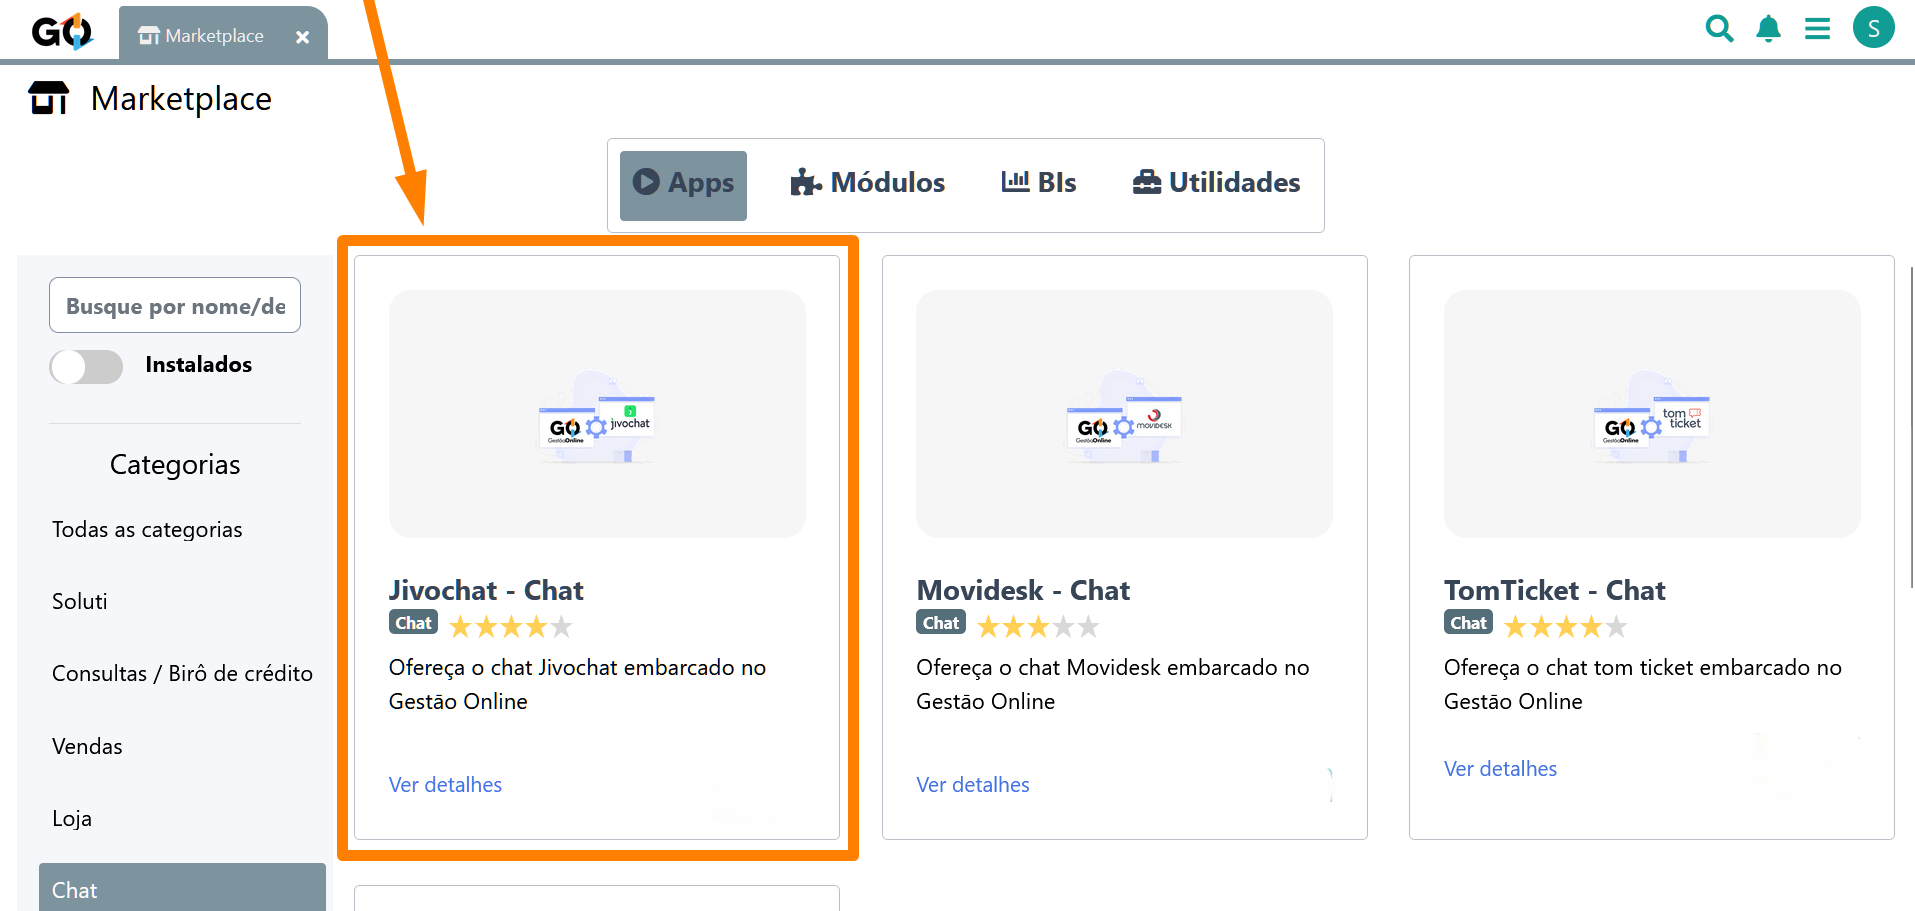 GO
Marketplace
Marketplace
S
Apps
Módulos
BIs
Utilidades
Busque por nome/de
Instalados
Categorias
Todas as categorias
Soluti
Consultas / Birô de crédito
Vendas
Loja
Chat
GO
GestãoOnline
jivochat
Jivochat - Chat
Chat
Ofereça o chat Jivochat embarcado no
Gestão Online
Ver detalhes
GO
GestãoOnline
MOVIDESK
Movidesk - Chat
Chat
Ofereça o chat Movidesk embarcado no
Gestão Online
Ver detalhes
GO
GestãoOnline
tom
ticket
TomTicket - Chat
Chat
Ofereça o chat tom ticket embarcado no
Gestão Online
Ver detalhes